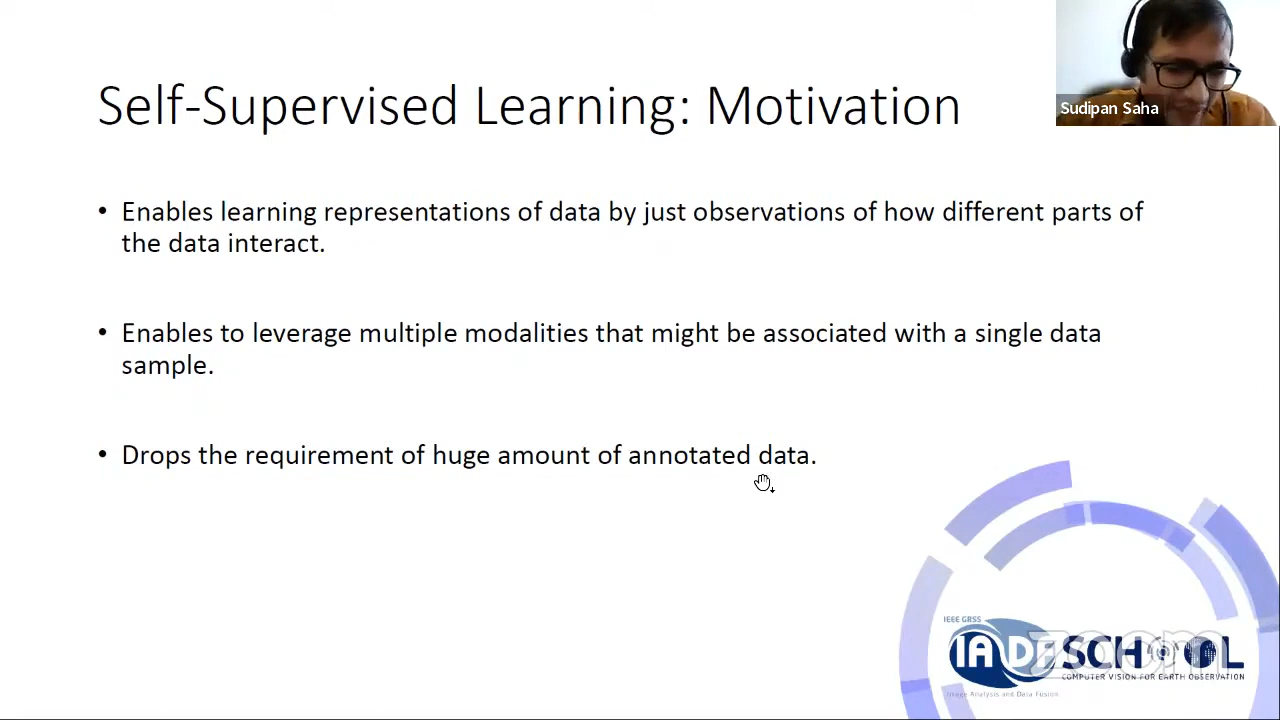 Self-Supervised Learning: Motivation
Sudipan Saha
• Enables learning representations of data by just observations of how different parts of
the data interact.
• Enables to leverage multiple modalities that might be associated with a single data
sample.
• Drops the requirement of huge amount of annotated data.
IEEE GRSS
IADF SCHOOL
zoom
COMPUTER VISION FOR EARTH OBSERVATION
Image Analysis and Data Fusion